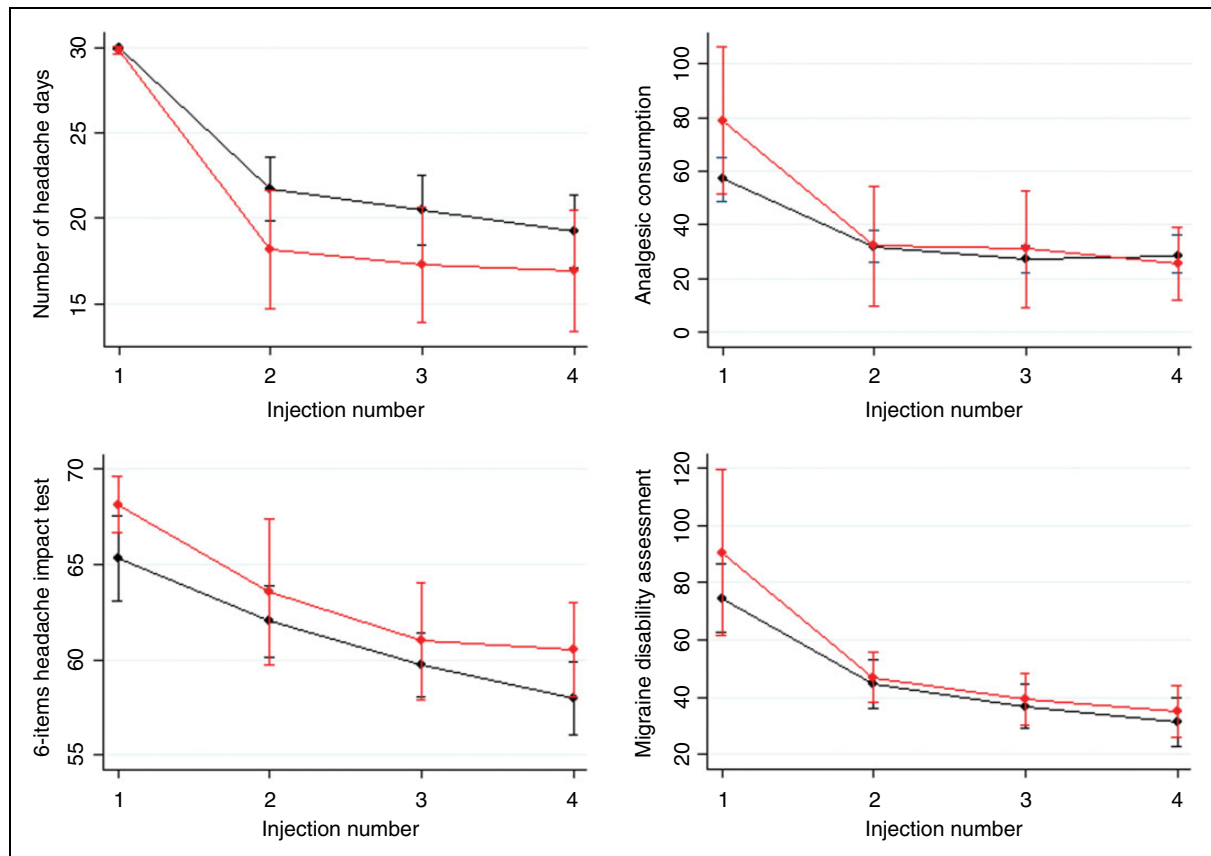 Number of headache days
30
25
20
15
1 2 3 4
Injection number
Analgesic consumption
100
80
60
40
20
0
1 2 3 4
Injection number
6-items headache impact test
70
65
60
55
1 2 3 4
Injection number
Migraine disability assessment
120
100
80
60
40
20
1 2 3 4
Injection number